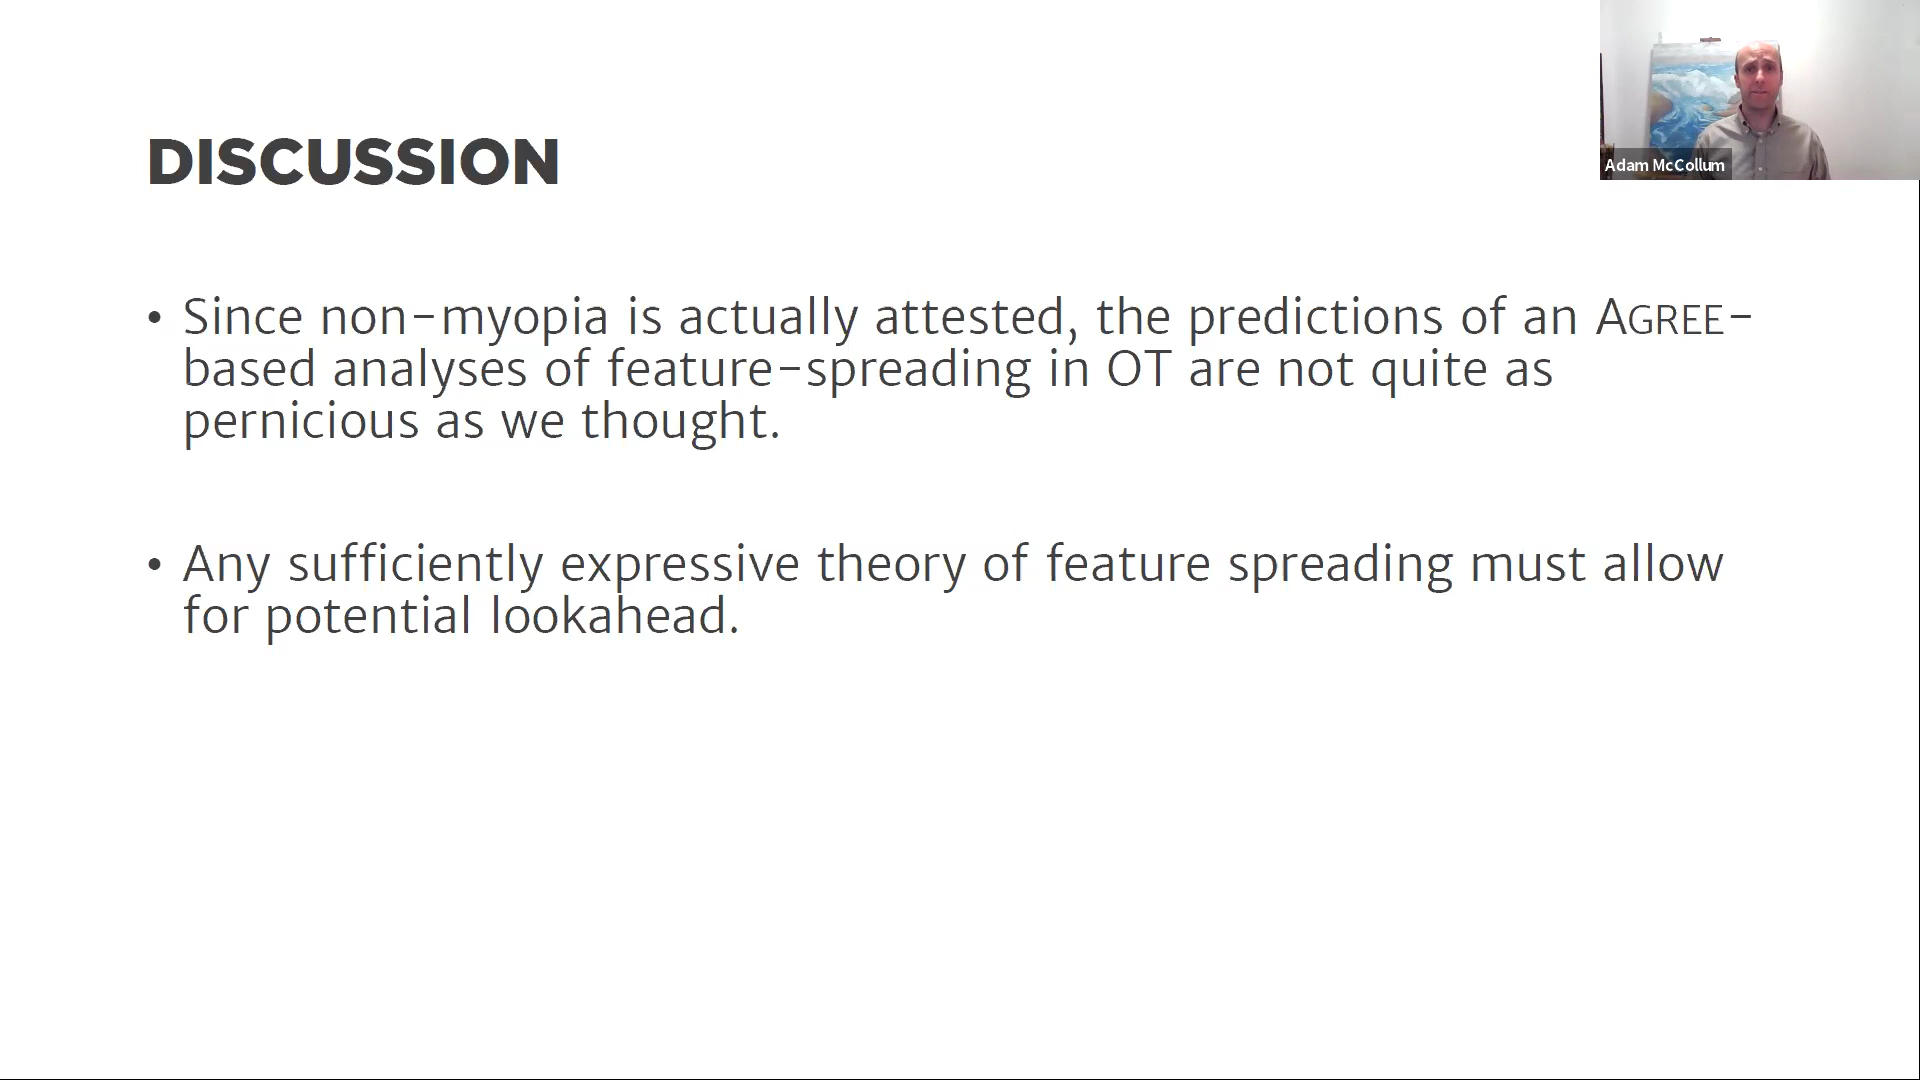 DISCUSSION
• Since non-myopia is actually attested, the predictions of an AGREE-
based analyses of feature-spreading in OT are not quite as
pernicious as we thought.
• Any sufficiently expressive theory of feature spreading must allow
for potential lookahead.
Adam McCollum